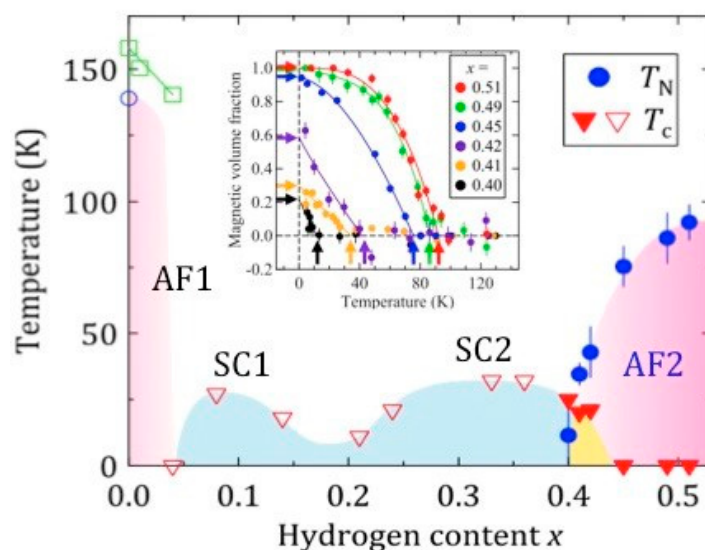 Temperature (K)
150
100
50
0
0.0
0.1
0.2
0.3
0.4
0.5
Hydrogen content x
AF1
SC1
SC2
AF2
T_N
T_c
Magnetic volume fraction
1.0
0.8
0.6
0.4
0.2
0.0
-0.2
0
40
80
120
Temperature (K)
x =
0.51
0.49
0.45
0.42
0.41
0.40